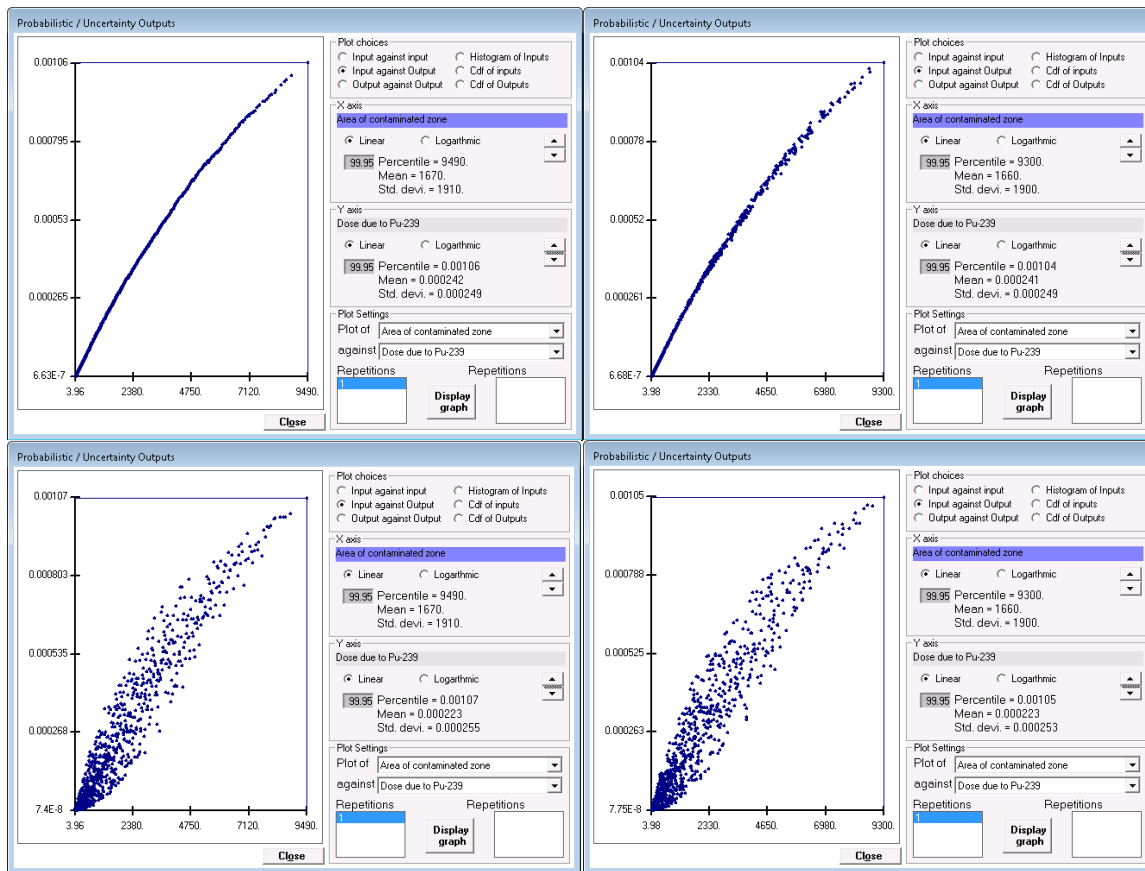 Probabilistic / Uncertainty Outputs
0.00106
0.000795
0.00053
0.000265
6.63E-7
3.96 2380. 4750. 7120. 9490.
Plot choices
Input against input Histogram of Inputs
Input against Output Cdf of inputs
Output against Output Cdf of Outputs
X axis
Area of contaminated zone
Linear Logarithmic
99.95 Percentile = 9490.
Mean = 1670.
Std. devi. = 1910.
Y axis
Dose due to Pu-239
Linear Logarithmic
99.95 Percentile = 0.00106
Mean = 0.000242
Std. devi. = 0.000249
Plot Settings
Plot of Area of contaminated zone
against Dose due to Pu-239
Repetitions Repetitions
1
Display
graph
Close
Probabilistic / Uncertainty Outputs
0.00104
0.00078
0.00052
0.000261
6.68E-7
3.98 2330. 4650. 6980. 9300.
Plot choices
Input against input Histogram of Inputs
Input against Output Cdf of inputs
Output against Output Cdf of Outputs
X axis
Area of contaminated zone
Linear Logarithmic
99.95 Percentile = 9300.
Mean = 1660.
Std. devi. = 1900.
Y axis
Dose due to Pu-239
Linear Logarithmic
99.95 Percentile = 0.00104
Mean = 0.000241
Std. devi. = 0.000249
Plot Settings
Plot of Area of contaminated zone
against Dose due to Pu-239
Repetitions Repetitions
1
Display
graph
Close
Probabilistic / Uncertainty Outputs
0.00107
0.000803
0.000535
0.000268
7.4E-8
3.96 2380. 4750. 7120. 9490.
Plot choices
Input against input Histogram of Inputs
Input against Output Cdf of inputs
Output against Output Cdf of Outputs
X axis
Area of contaminated zone
Linear Logarithmic
99.95 Percentile = 9490.
Mean = 1670.
Std. devi. = 1910.
Y axis
Dose due to Pu-239
Linear Logarithmic
99.95 Percentile = 0.00107
Mean = 0.000223
Std. devi. = 0.000255
Plot Settings
Plot of Area of contaminated zone
against Dose due to Pu-239
Repetitions Repetitions
1
Display
graph
Close
Probabilistic / Uncertainty Outputs
0.00105
0.000788
0.000525
0.000263
7.75E-8
3.98 2330. 4650. 6980. 9300.
Plot choices
Input against input Histogram of Inputs
Input against Output Cdf of inputs
Output against Output Cdf of Outputs
X axis
Area of contaminated zone
Linear Logarithmic
99.95 Percentile = 9300.
Mean = 1660.
Std. devi. = 1900.
Y axis
Dose due to Pu-239
Linear Logarithmic
99.95 Percentile = 0.00105
Mean = 0.000223
Std. devi. = 0.000253
Plot Settings
Plot of Area of contaminated zone
against Dose due to Pu-239
Repetitions Repetitions
1
Display
graph
Close